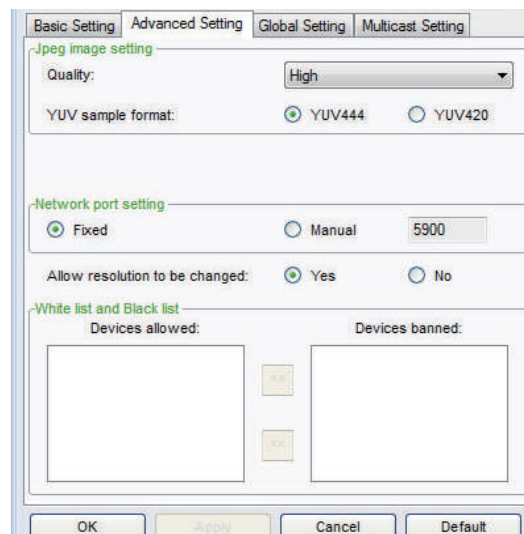 Basic Setting Advanced Setting Global Setting Multicast Setting
Jpeg image setting
Quality: High
YUV sample format: YUV444 YUV420
Network port setting
Fixed Manual 5900
Allow resolution to be changed: Yes No
White list and Black list
Devices allowed: Devices banned:
>>
<<
OK Apply Cancel Default